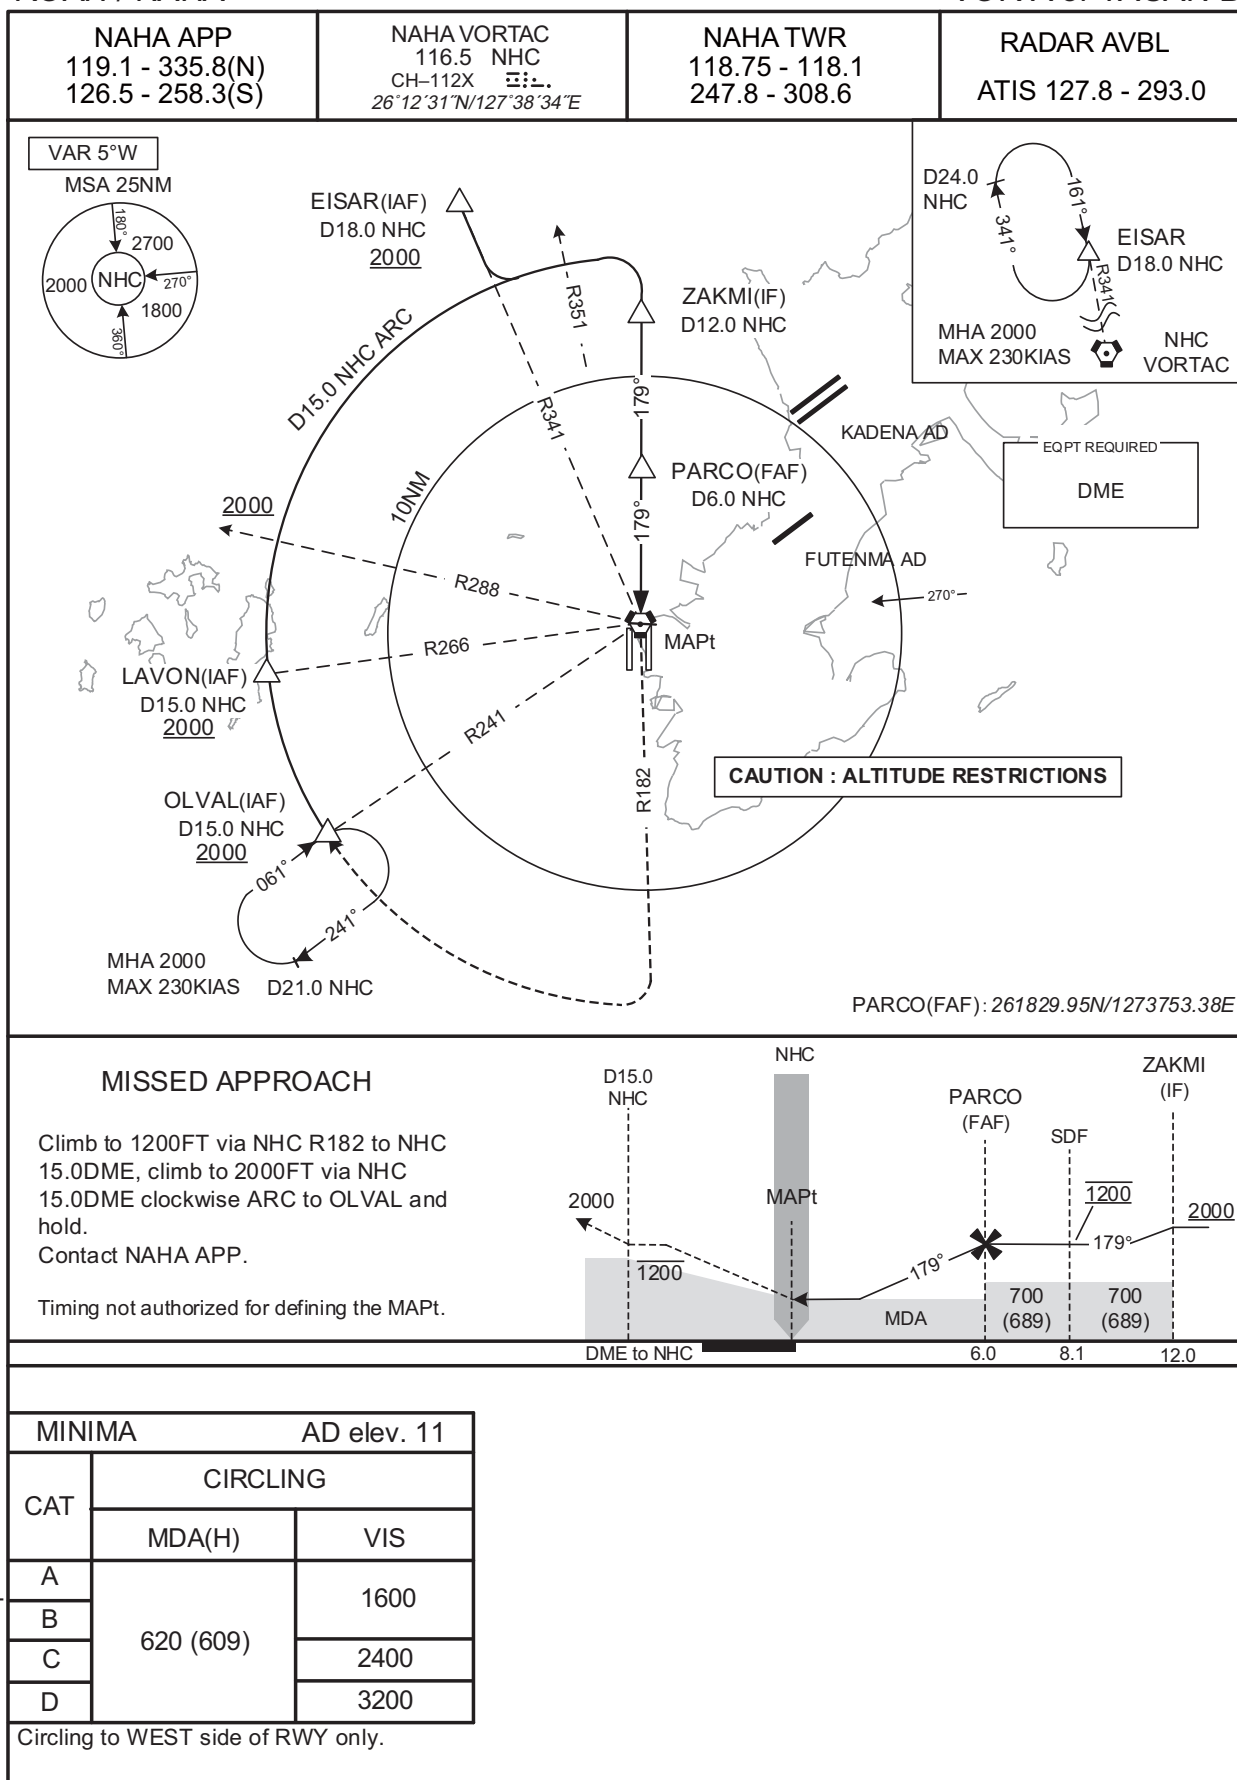 NAHA APP
119.1 - 335.8(N)
126.5 - 258.3(S)
NAHA VORTAC
116.5 NHC
CH–112X
26°12´31˝N/127°38´34˝E
NAHA TWR
118.75 - 118.1
247.8 - 308.6
RADAR AVBL
ATIS 127.8 - 293.0
VAR 5°W
MSA 25NM
180°
2700
2000
NHC
270°
1800
360°
EISAR(IAF)
D18.0 NHC
2000
R351
ZAKMI(IF)
D12.0 NHC
D15.0 NHC ARC
R341
179°
D24.0
NHC
161°
341°
EISAR
D18.0 NHC
R341
MHA 2000
MAX 230KIAS
NHC
VORTAC
KADENA AD
EQPT REQUIRED
DME
10NM
PARCO(FAF)
D6.0 NHC
179°
2000
FUTENMA AD
R288
270°
R266
MAPt
LAVON(IAF)
D15.0 NHC
2000
R241
R182
CAUTION : ALTITUDE RESTRICTIONS
OLVAL(IAF)
D15.0 NHC
2000
061°
241°
MHA 2000
MAX 230KIAS
D21.0 NHC
PARCO(FAF): 261829.95N/1273753.38E
MISSED APPROACH
Climb to 1200FT via NHC R182 to NHC
15.0DME, climb to 2000FT via NHC
15.0DME clockwise ARC to OLVAL and
hold.
Contact NAHA APP.
Timing not authorized for defining the MAPt.
NHC
D15.0
NHC
ZAKMI
(IF)
PARCO
(FAF)
SDF
2000
MAPt
1200
2000
1200
179°
179°
MDA
700
(689)
700
(689)
DME to NHC
6.0
8.1
12.0
MINIMA AD elev. 11
CAT
CIRCLING
MDA(H) VIS
A
B
C
D
620 (609)
1600
2400
3200
Circling to WEST side of RWY only.